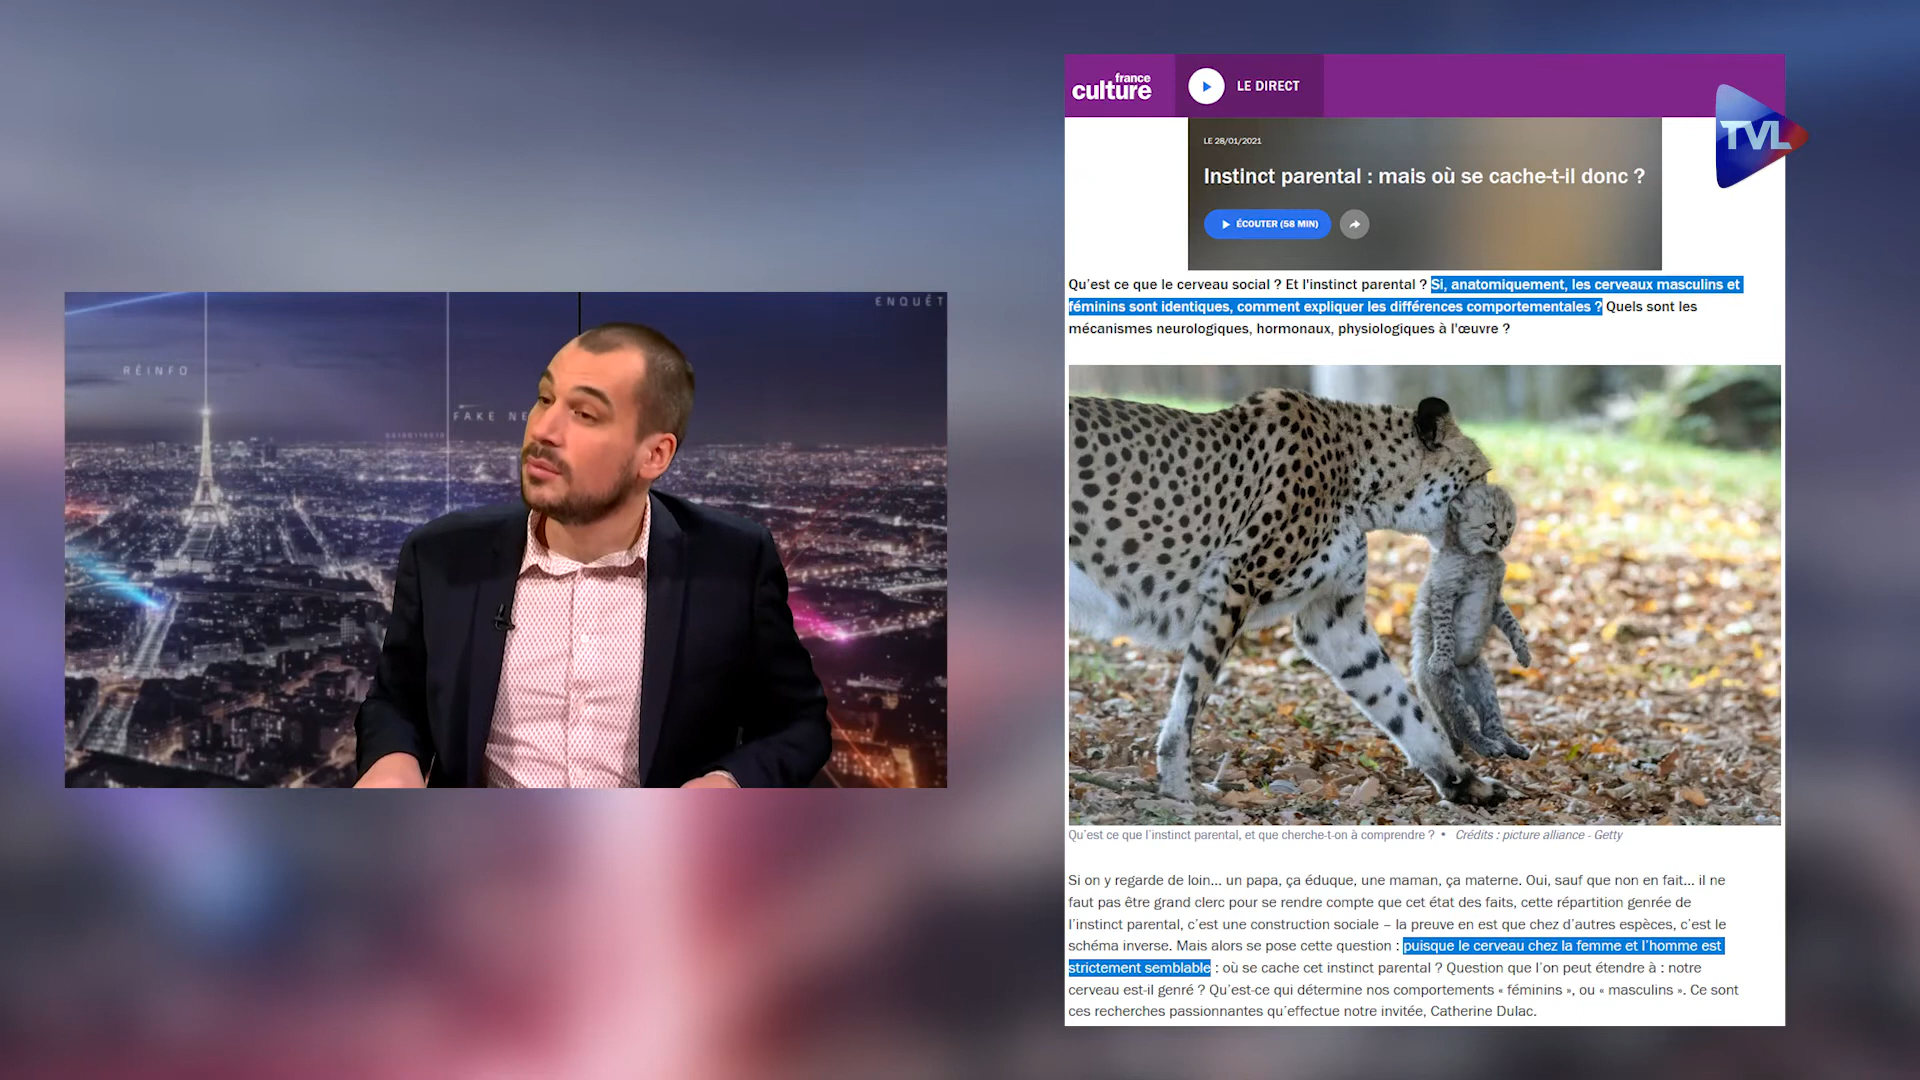 RÉINFO
FAKE NE
ENQUÊT
france
culture
LE DIRECT
TVL
LE 28/01/2021
Instinct parental : mais où se cache-t-il donc ?
ÉCOUTER (58 MIN)
Qu'est ce que le cerveau social ? Et l'instinct parental ? Si, anatomiquement, les cerveaux masculins et
féminins sont identiques, comment expliquer les différences comportementales ? Quels sont les
mécanismes neurologiques, hormonaux, physiologiques à l'œuvre ?
Qu'est ce que l'instinct parental, et que cherche-t-on à comprendre ? • Crédits : picture alliance - Getty
Si on y regarde de loin... un papa, ça éduque, une maman, ça materne. Oui, sauf que non en fait... il ne
faut pas être grand clerc pour se rendre compte que cet état des faits, cette répartition genrée de
l'instinct parental, c'est une construction sociale – la preuve en est que chez d'autres espèces, c'est le
schéma inverse. Mais alors se pose cette question : puisque le cerveau chez la femme et l'homme est
strictement semblable : où se cache cet instinct parental ? Question que l'on peut étendre à : notre
cerveau est-il genré ? Qu'est-ce qui détermine nos comportements « féminins », ou « masculins ». Ce sont
ces recherches passionnantes qu'effectue notre invitée, Catherine Dulac.